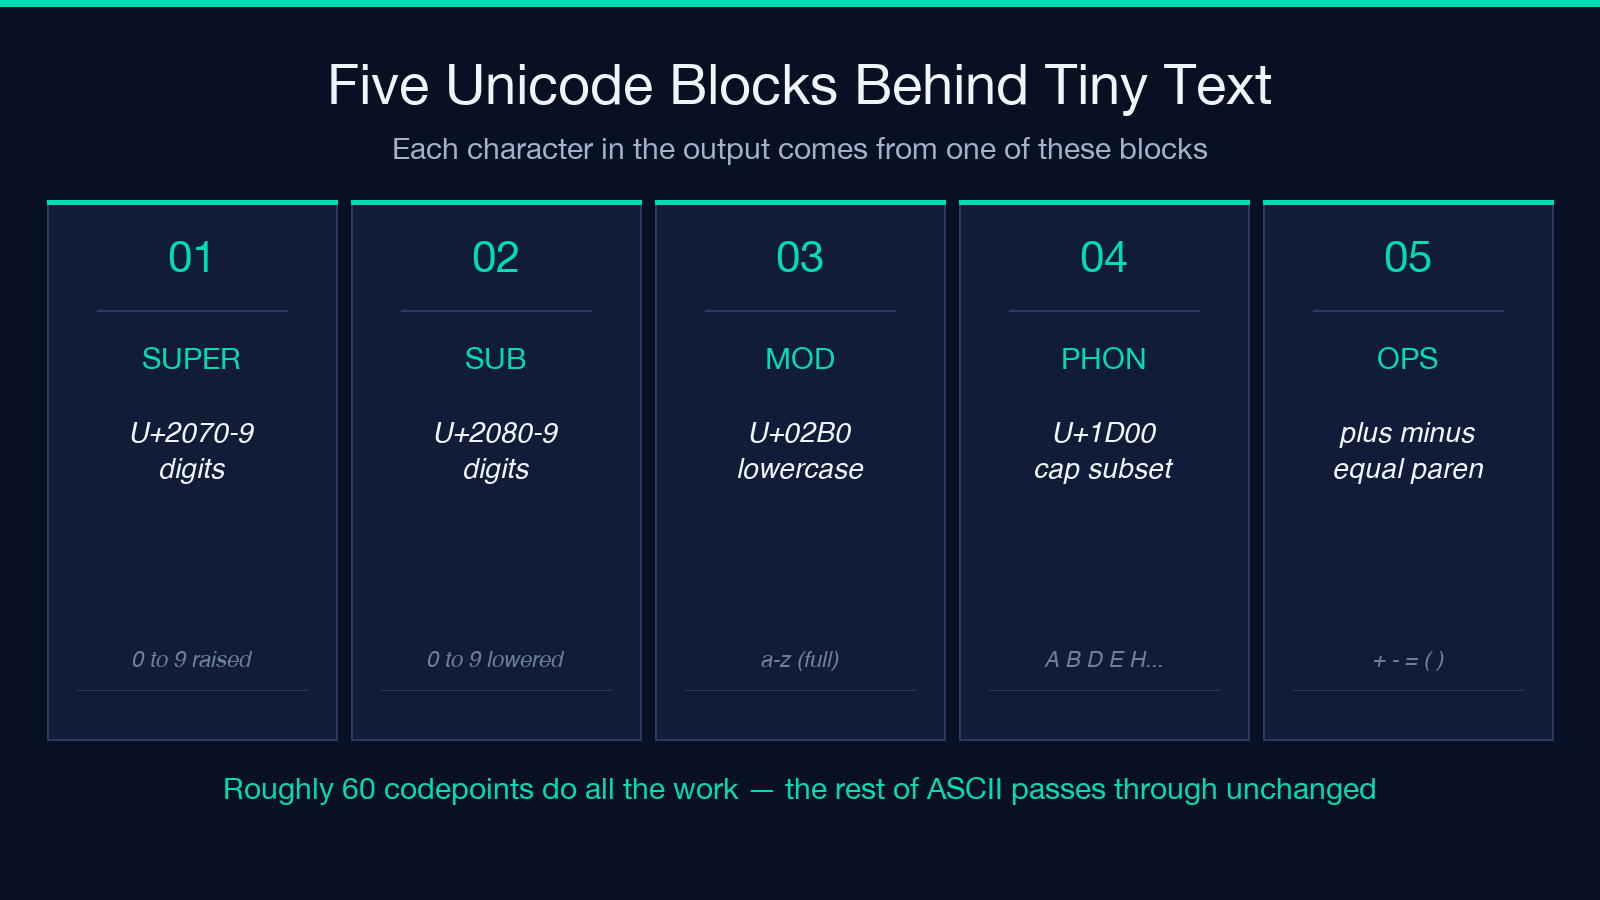 Five Unicode Blocks Behind Tiny Text
Each character in the output comes from one of these blocks
01
SUPER
U+2070-9
digits
0 to 9 raised
02
SUB
U+2080-9
digits
0 to 9 lowered
03
MOD
U+02B0
lowercase
a-z (full)
04
PHON
U+1D00
cap subset
A B D E H...
05
OPS
plus minus
equal paren
+ - = ( )
Roughly 60 codepoints do all the work — the rest of ASCII passes through unchanged